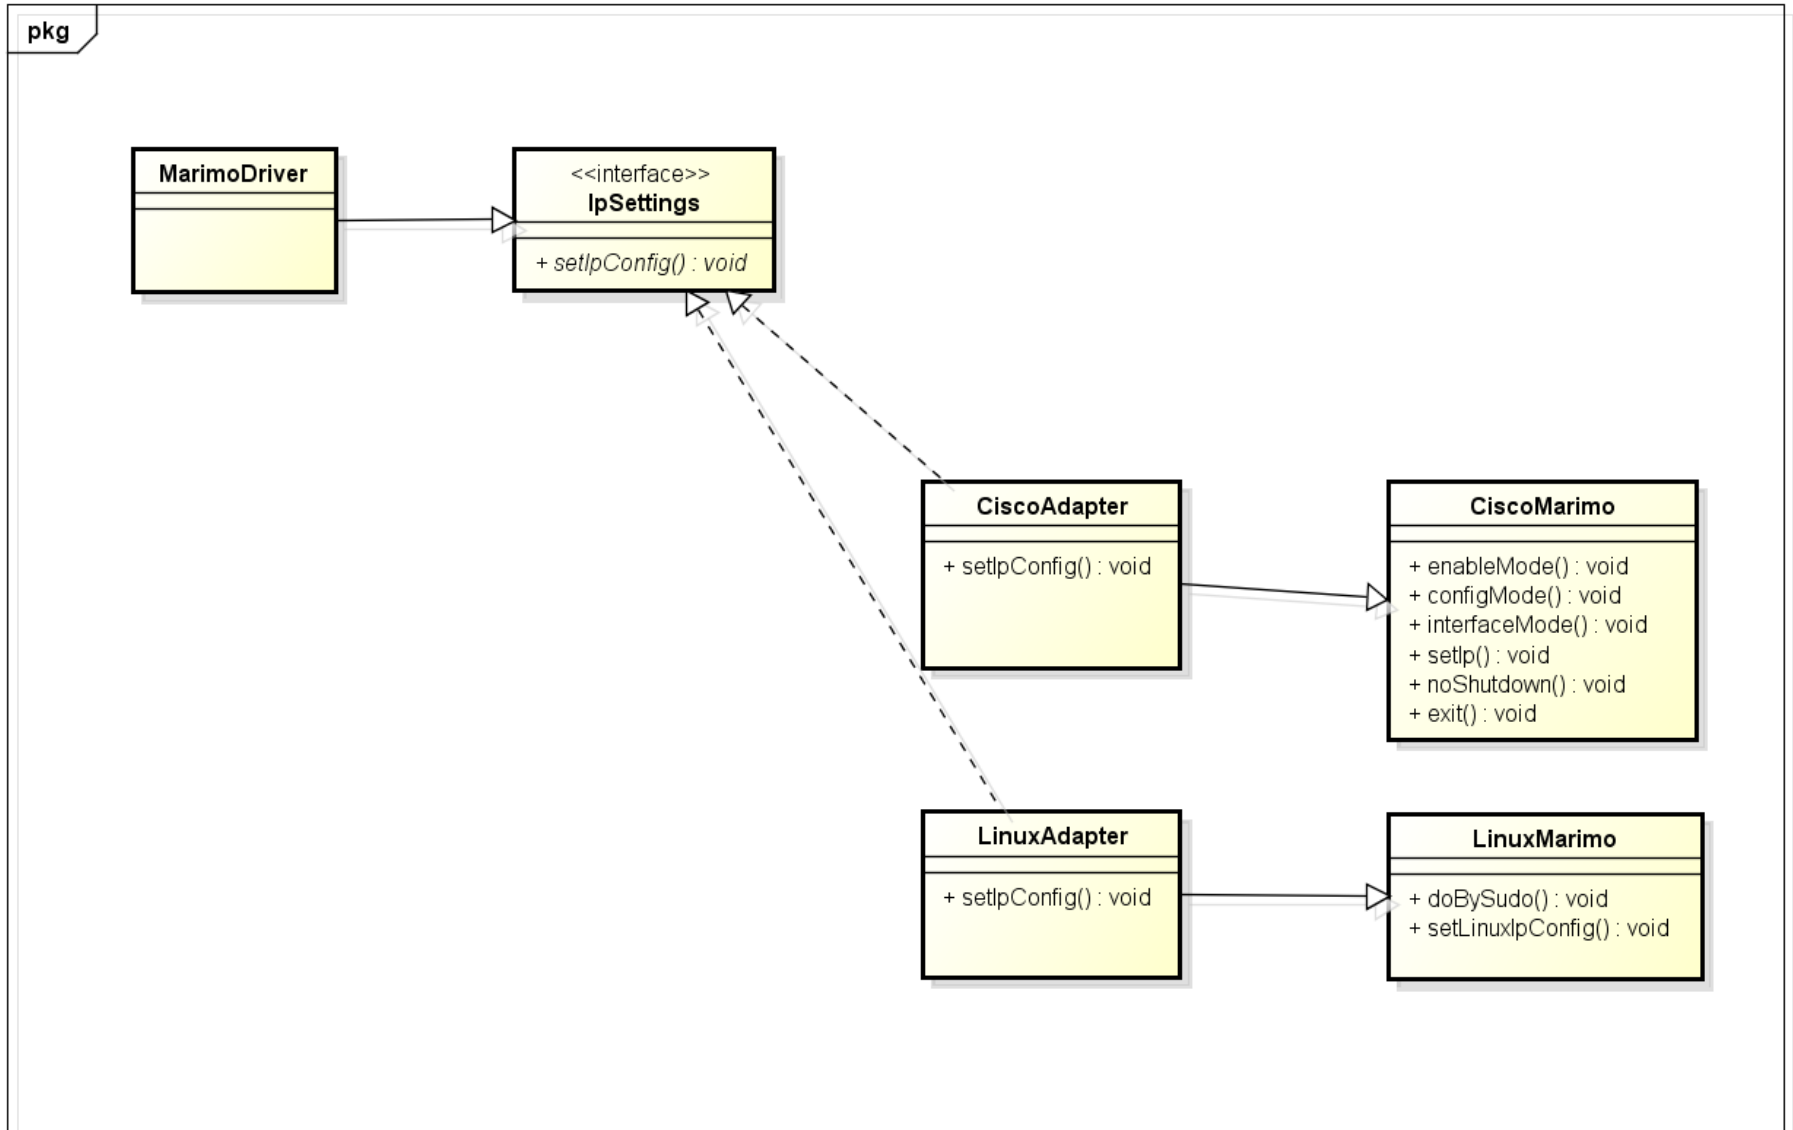 pkg
MarimoDriver
<<interface>>
IpSettings
+ setIpConfig() : void
CiscoAdapter
+ setIpConfig() : void
CiscoMarimo
+ enableMode() : void
+ configMode() : void
+ interfaceMode() : void
+ setIp() : void
+ noShutdown() : void
+ exit() : void
LinuxAdapter
+ setIpConfig() : void
LinuxMarimo
+ doBySudo() : void
+ setLinuxIpConfig() : void